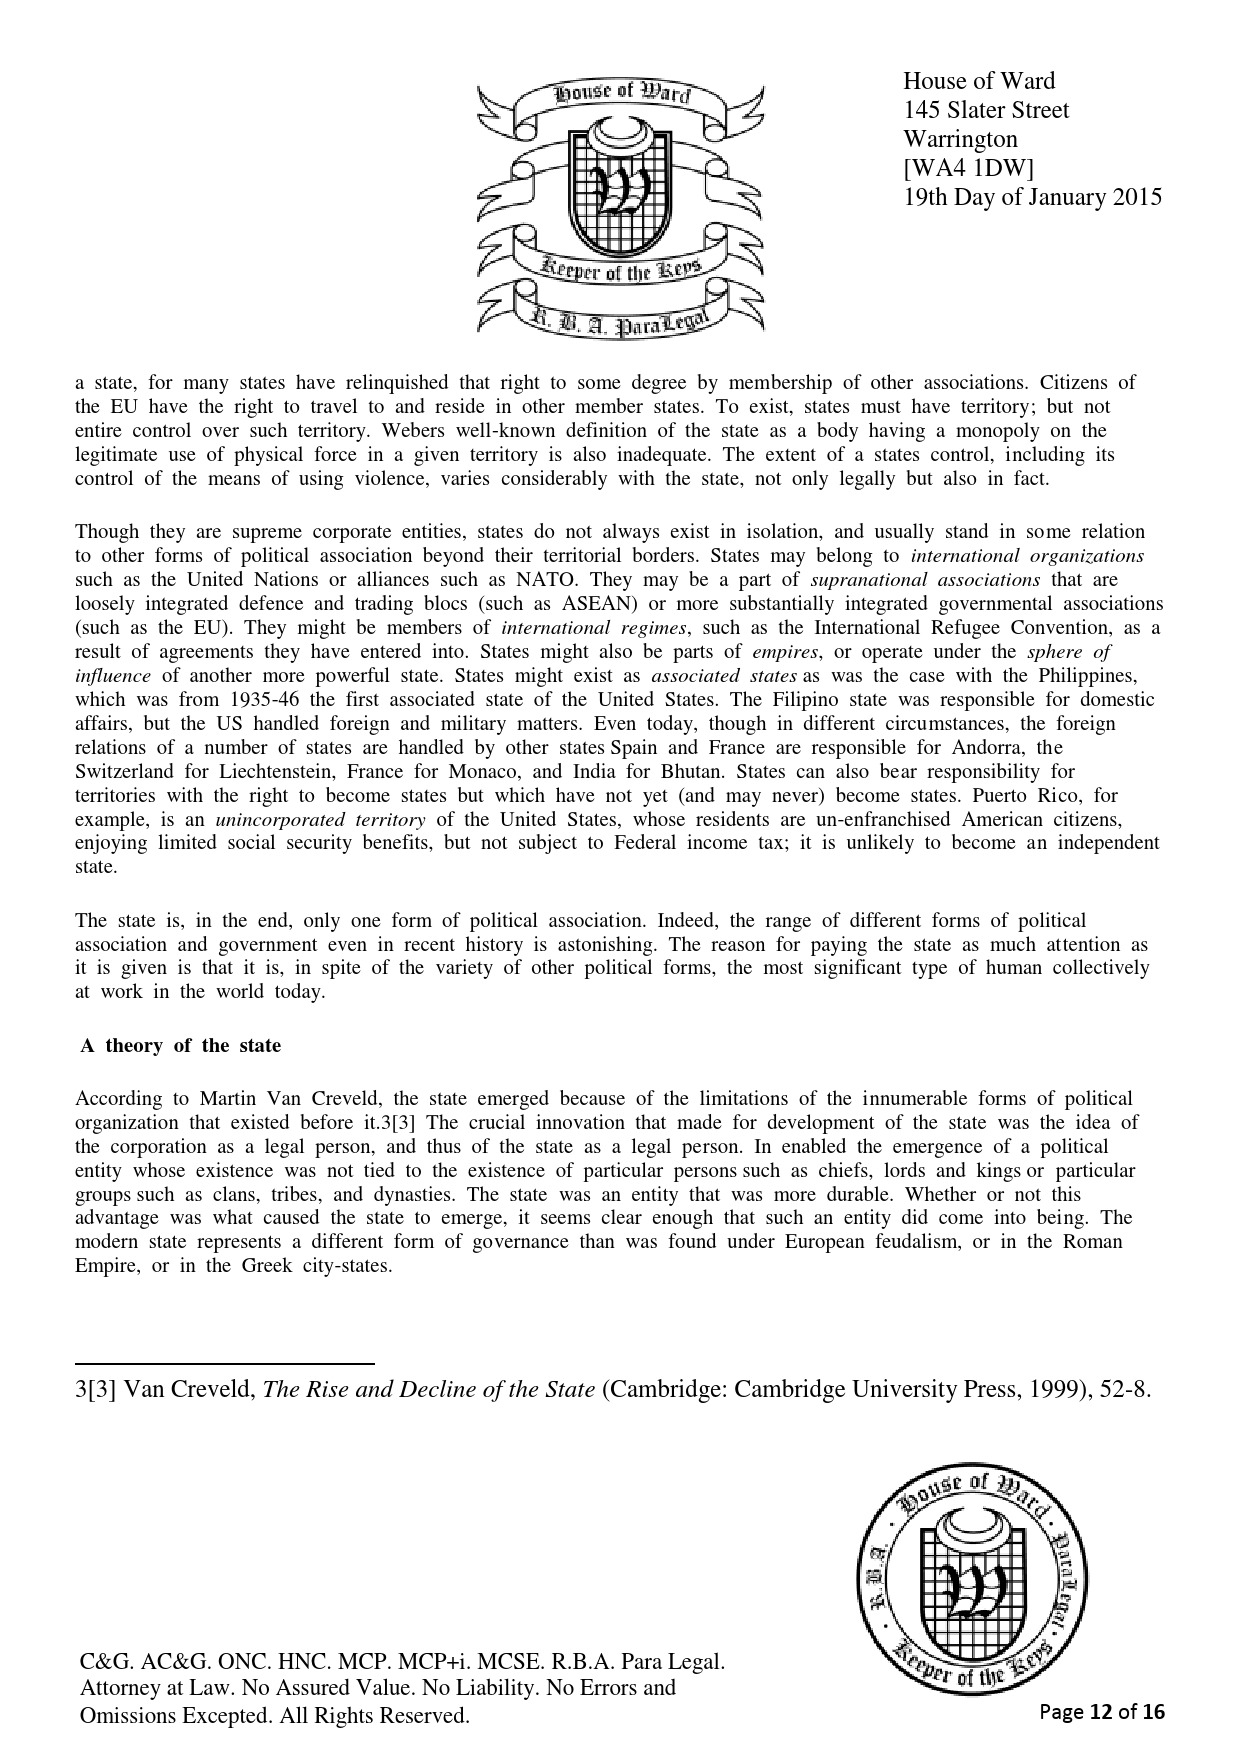 House of Ward
Keeper of the Keys
R. B. A. ParaLegal
House of Ward
145 Slater Street
Warrington
[WA4 1DW]
19th Day of January 2015
a state, for many states have relinquished that right to some degree by membership of other associations. Citizens of
the EU have the right to travel to and reside in other member states. To exist, states must have territory; but not
entire control over such territory. Webers well-known definition of the state as a body having a monopoly on the
legitimate use of physical force in a given territory is also inadequate. The extent of a states control, including its
control of the means of using violence, varies considerably with the state, not only legally but also in fact.
Though they are supreme corporate entities, states do not always exist in isolation, and usually stand in some relation
to other forms of political association beyond their territorial borders. States may belong to international organizations
such as the United Nations or alliances such as NATO. They may be a part of supranational associations that are
loosely integrated defence and trading blocs (such as ASEAN) or more substantially integrated governmental associations
(such as the EU). They might be members of international regimes, such as the International Refugee Convention, as a
result of agreements they have entered into. States might also be parts of empires, or operate under the sphere of
influence of another more powerful state. States might exist as associated states as was the case with the Philippines,
which was from 1935-46 the first associated state of the United States. The Filipino state was responsible for domestic
affairs, but the US handled foreign and military matters. Even today, though in different circumstances, the foreign
relations of a number of states are handled by other states Spain and France are responsible for Andorra, the
Switzerland for Liechtenstein, France for Monaco, and India for Bhutan. States can also bear responsibility for
territories with the right to become states but which have not yet (and may never) become states. Puerto Rico, for
example, is an unincorporated territory of the United States, whose residents are un-enfranchised American citizens,
enjoying limited social security benefits, but not subject to Federal income tax; it is unlikely to become an independent
state.
The state is, in the end, only one form of political association. Indeed, the range of different forms of political
association and government even in recent history is astonishing. The reason for paying the state as much attention as
it is given is that it is, in spite of the variety of other political forms, the most significant type of human collectively
at work in the world today.
A theory of the state
According to Martin Van Creveld, the state emerged because of the limitations of the innumerable forms of political
organization that existed before it.3[3] The crucial innovation that made for development of the state was the idea of
the corporation as a legal person, and thus of the state as a legal person. In enabled the emergence of a political
entity whose existence was not tied to the existence of particular persons such as chiefs, lords and kings or particular
groups such as clans, tribes, and dynasties. The state was an entity that was more durable. Whether or not this
advantage was what caused the state to emerge, it seems clear enough that such an entity did come into being. The
modern state represents a different form of governance than was found under European feudalism, or in the Roman
Empire, or in the Greek city-states.
3[3] Van Creveld, The Rise and Decline of the State (Cambridge: Cambridge University Press, 1999), 52-8.
R.B.A. · House of Ward · ParaLegal · Keeper of the Keys ·
W
C&G. AC&G. ONC. HNC. MCP. MCP+i. MCSE. R.B.A. Para Legal.
Attorney at Law. No Assured Value. No Liability. No Errors and
Omissions Excepted. All Rights Reserved.
Page 12 of 16